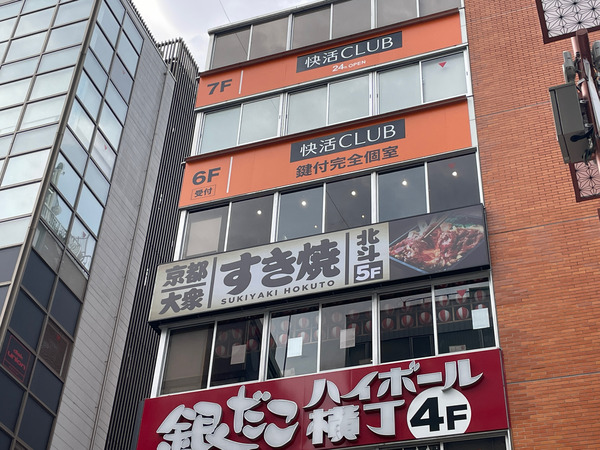 快活CLUB
7F
24h OPEN
快活CLUB
6F
受付
鍵付完全個室
京都
大衆
すき焼
SUKIYAKI HOKUTO
北斗
5F
銀だこ
ハイボール
横丁
4F